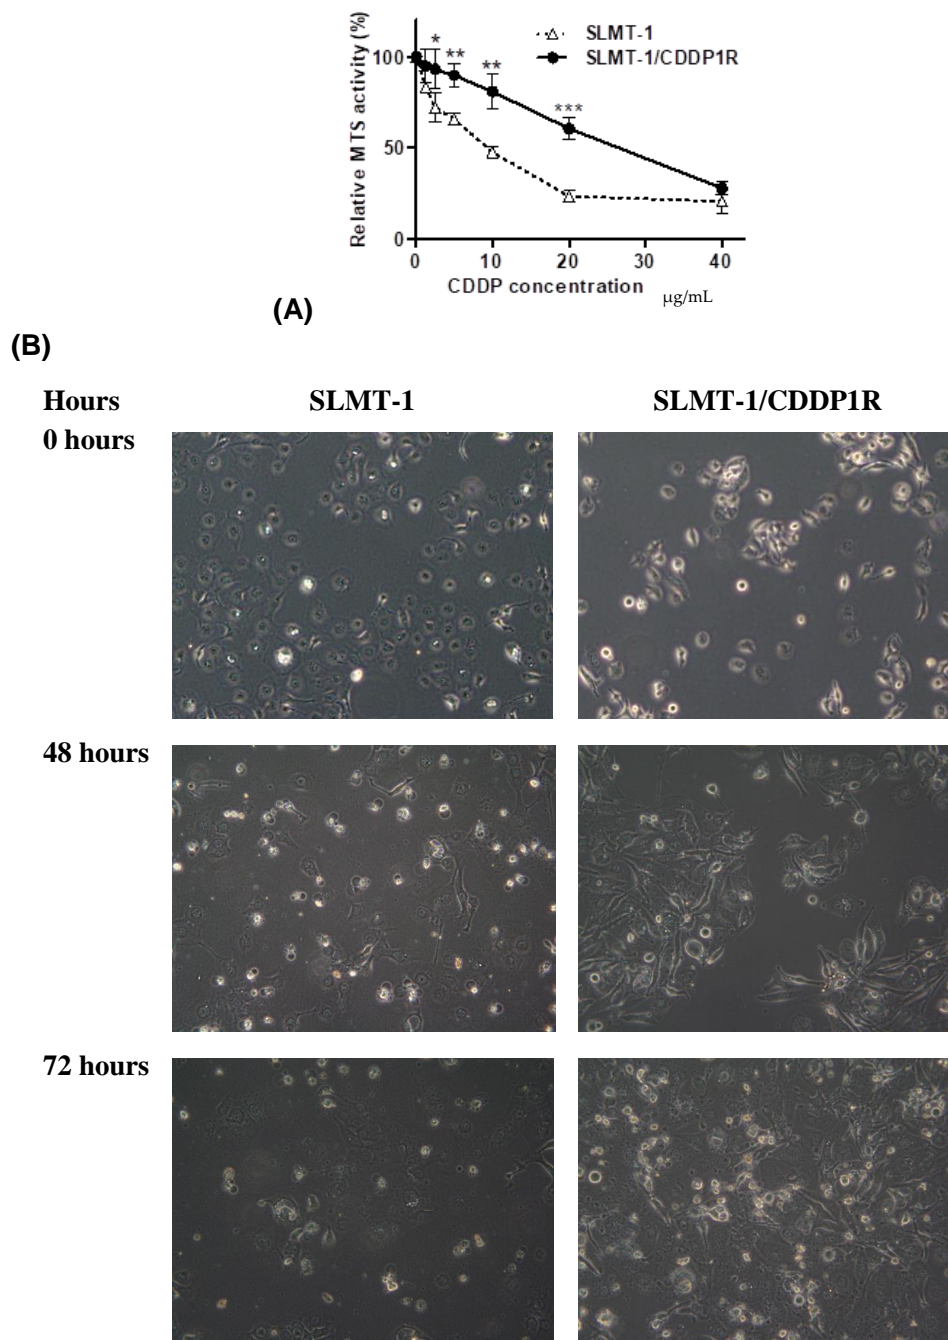 Relative MTS activity (%)
100
50
0
*
**
**
***
SLMT-1
SLMT-1/CDDP1R
0 10 20 30 40
CDDP concentration µg/mL
(A)
(B)
Hours SLMT-1 SLMT-1/CDDP1R
0 hours
48 hours
72 hours